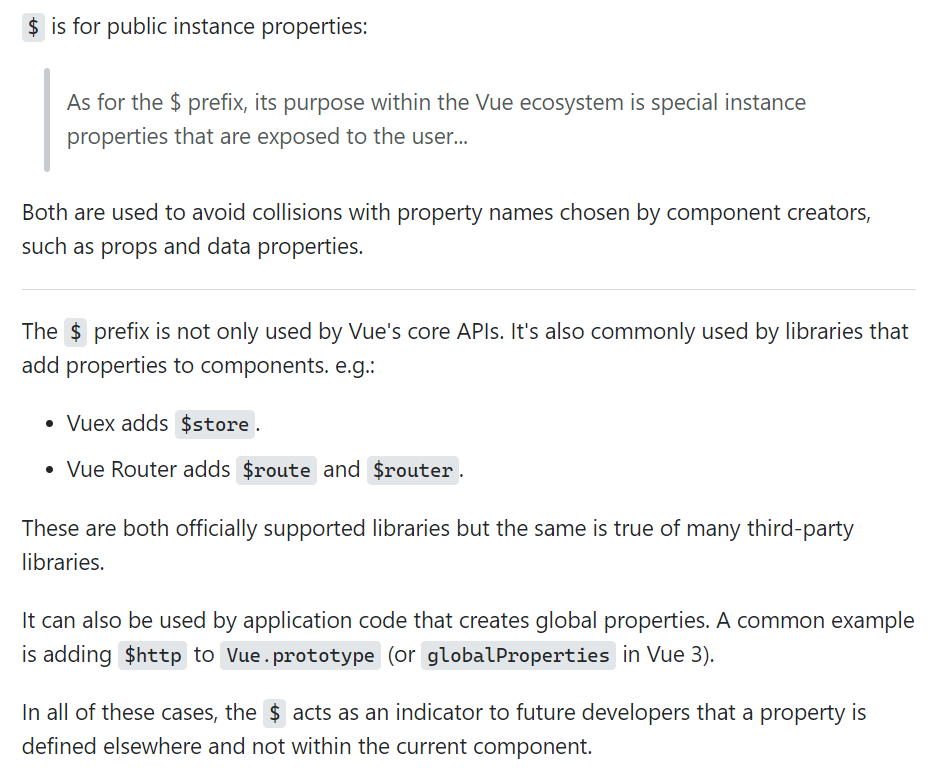 $ is for public instance properties:
As for the $ prefix, its purpose within the Vue ecosystem is special instance
properties that are exposed to the user...
Both are used to avoid collisions with property names chosen by component creators,
such as props and data properties.
The $ prefix is not only used by Vue's core APIs. It's also commonly used by libraries that
add properties to components. e.g.:
• Vuex adds $store.
• Vue Router adds $route and $router.
These are both officially supported libraries but the same is true of many third-party
libraries.
It can also be used by application code that creates global properties. A common example
is adding $http to Vue.prototype (or globalProperties in Vue 3).
In all of these cases, the $ acts as an indicator to future developers that a property is
defined elsewhere and not within the current component.